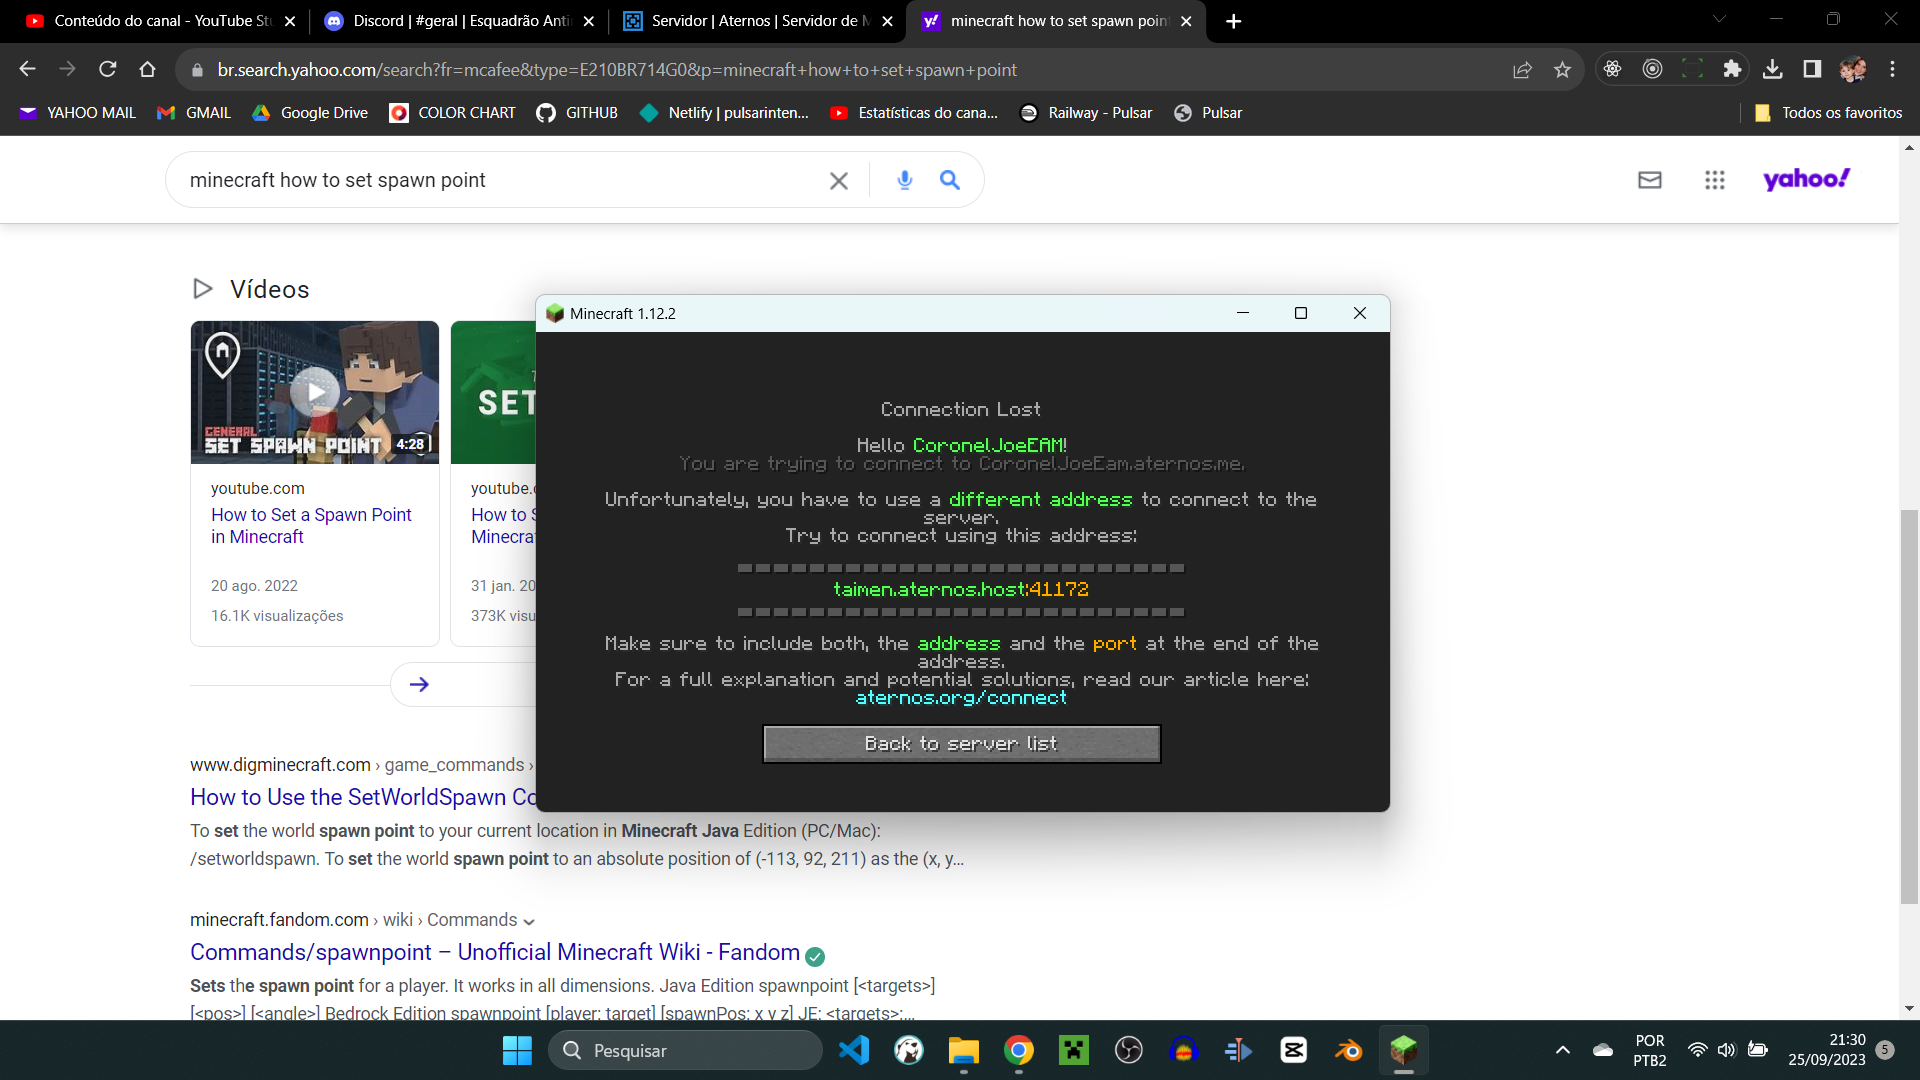 Conteúdo do canal - YouTube Stu
Discord | #geral | Esquadrão Anti
Servidor | Aternos | Servidor de M
minecraft how to set spawn point
br.search.yahoo.com/search?fr=mcafee&type=E210BR714G0&p=minecraft+how+to+set+spawn+point
YAHOO MAIL
GMAIL
Google Drive
COLOR CHART
GITHUB
Netlify | pulsarinten...
Estatísticas do cana...
Railway - Pulsar
Pulsar
Todos os favoritos
minecraft how to set spawn point
yahoo!
Vídeos
GENERAL
SET SPAWN POINT
4:28
SET
youtube.com
How to Set a Spawn Point
in Minecraft
20 ago. 2022
16.1K visualizações
youtube.
How to S
Minecra
31 jan. 20
373K visu
Minecraft 1.12.2
Connection Lost
Hello CoronelJoeEAM!
You are trying to connect to CoronelJoeEam.aternos.me.
Unfortunately, you have to use a different address to connect to the
server.
Try to connect using this address:
taimen.aternos.host:41172
Make sure to include both, the address and the port at the end of the
address.
For a full explanation and potential solutions, read our article here:
aternos.org/connect
Back to server list
www.digminecraft.com › game_commands ›
How to Use the SetWorldSpawn Co
To set the world spawn point to your current location in Minecraft Java Edition (PC/Mac):
/setworldspawn. To set the world spawn point to an absolute position of (-113, 92, 211) as the (x, y...
minecraft.fandom.com › wiki › Commands
Commands/spawnpoint – Unofficial Minecraft Wiki - Fandom
Sets the spawn point for a player. It works in all dimensions. Java Edition spawnpoint [<targets>]
[<pos>] [<angle>] Bedrock Edition spawnpoint [player: target] [spawnPos: x y z] JE: <targets>:...
Pesquisar
POR
PTB2
21:30
25/09/2023
5